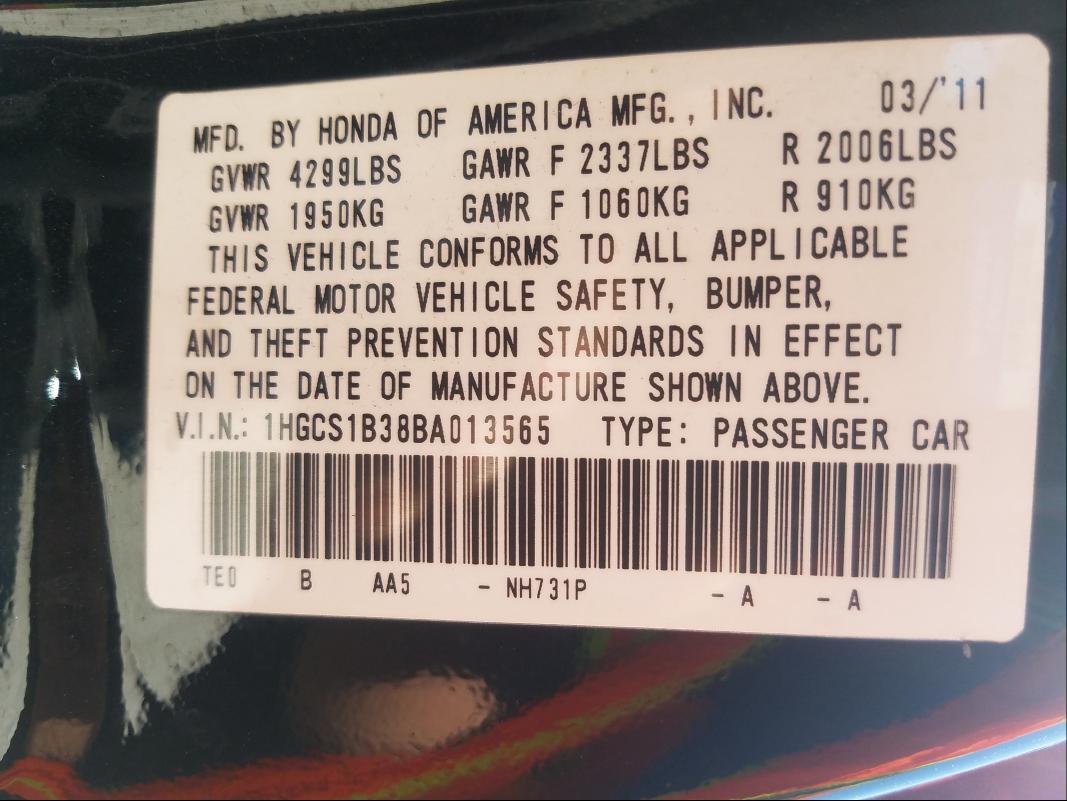 MFD. BY HONDA OF AMERICA MFG., INC. 03/'11
GVWR 4299LBS GAWR F 2337LBS R 2006LBS
GVWR 1950KG GAWR F 1060KG R 910KG
THIS VEHICLE CONFORMS TO ALL APPLICABLE
FEDERAL MOTOR VEHICLE SAFETY, BUMPER,
AND THEFT PREVENTION STANDARDS IN EFFECT
ON THE DATE OF MANUFACTURE SHOWN ABOVE.
V.I.N.: 1HGCS1B38BA013565 TYPE: PASSENGER CAR
TE0 B AA5 - NH731P - A - A